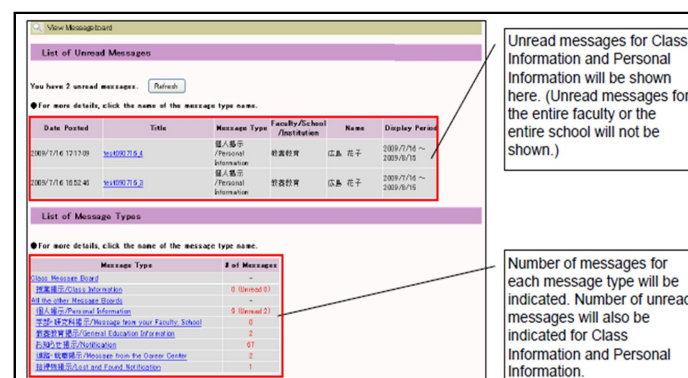 View Messageboard
List of Unread Messages
You have 2 unread messages. Refresh
●For more details, click the name of the message type name.
Date Posted Title Message Type Faculty/School /Institution Name Display Period
2009/7/16 17:17:09 test090716_4 個人掲示 /Personal Information 教養教育 広島 花子 2009/7/16 ~ 2009/8/15
2009/7/16 16:52:46 test090716_3 個人掲示 /Personal Information 教養教育 広島 花子 2009/7/16 ~ 2009/8/15
List of Message Types
●For more details, click the name of the message type name.
Message Type # of Messages
Class Message Board -
授業掲示/Class Information 0 (Unread 0)
All the other Message Boards -
個人掲示/Personal Information 9 (Unread 2)
学部・研究科掲示/Message from your Faculty, School 0
教養教育掲示/General Education Information 2
お知らせ掲示/Notification 67
進路・就職掲示/Message from the Career Center 2
拾得物掲示/Lost and Found Notification 1
Unread messages for Class
Information and Personal
Information will be shown
here. (Unread messages for
the entire faculty or the
entire school will not be
shown.)
Number of messages for
each message type will be
indicated. Number of unread
messages will also be
indicated for Class
Information and Personal
Information.